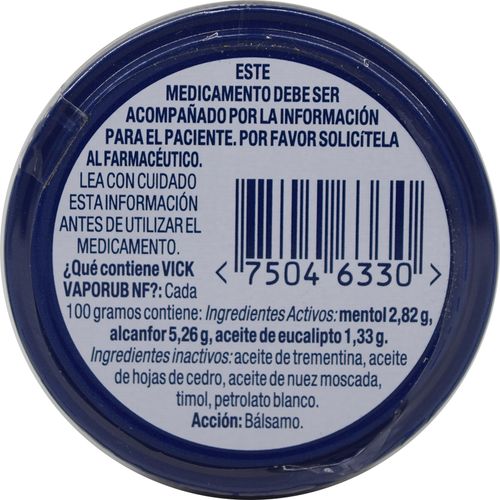 ESTE
MEDICAMENTO DEBE SER
ACOMPAÑADO POR LA INFORMACIÓN
PARA EL PACIENTE. POR FAVOR SOLICÍTELA
AL FARMACÉUTICO.
LEA CON CUIDADO
ESTA INFORMACIÓN
ANTES DE UTILIZAR EL
MEDICAMENTO.
¿Qué contiene VICK
VAPORUB NF?: Cada
<"7504"6330">
100 gramos contiene: Ingredientes Activos: mentol 2,82 g,
alcanfor 5,26 g, aceite de eucalipto 1,33 g.
Ingredientes inactivos: aceite de trementina, aceite
de hojas de cedro, aceite de nuez moscada,
timol, petrolato blanco.
Acción: Bálsamo.